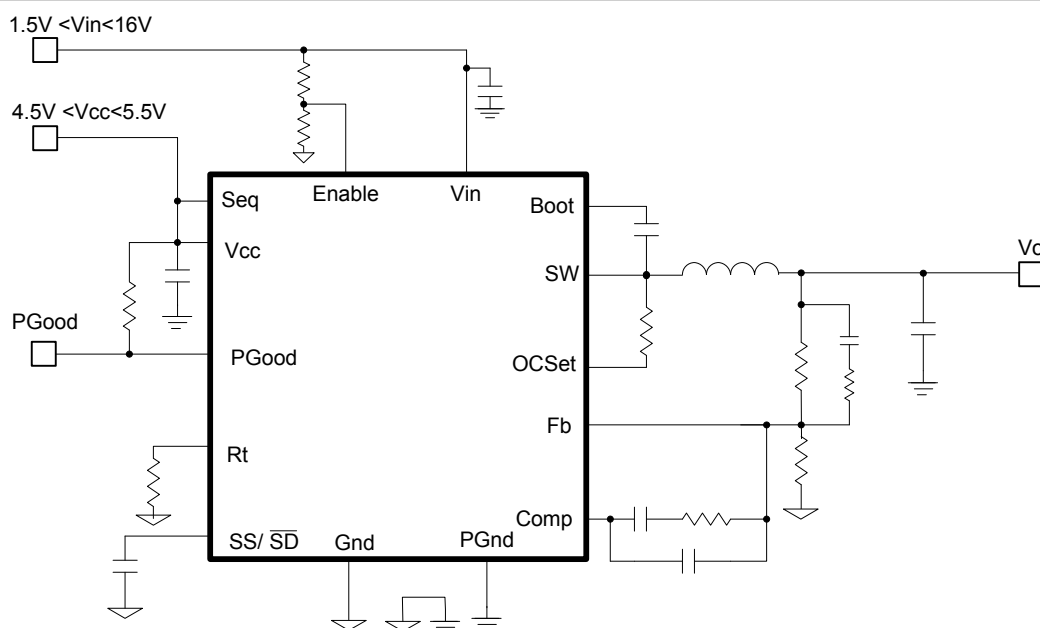 1.5V <Vin<16V
4.5V <Vcc<5.5V
Enable
Vin
Seq
Boot
Vcc
SW
Vo
PGood
PGood
OCSet
Fb
Rt
Comp
SS/ SD
Gnd
PGnd